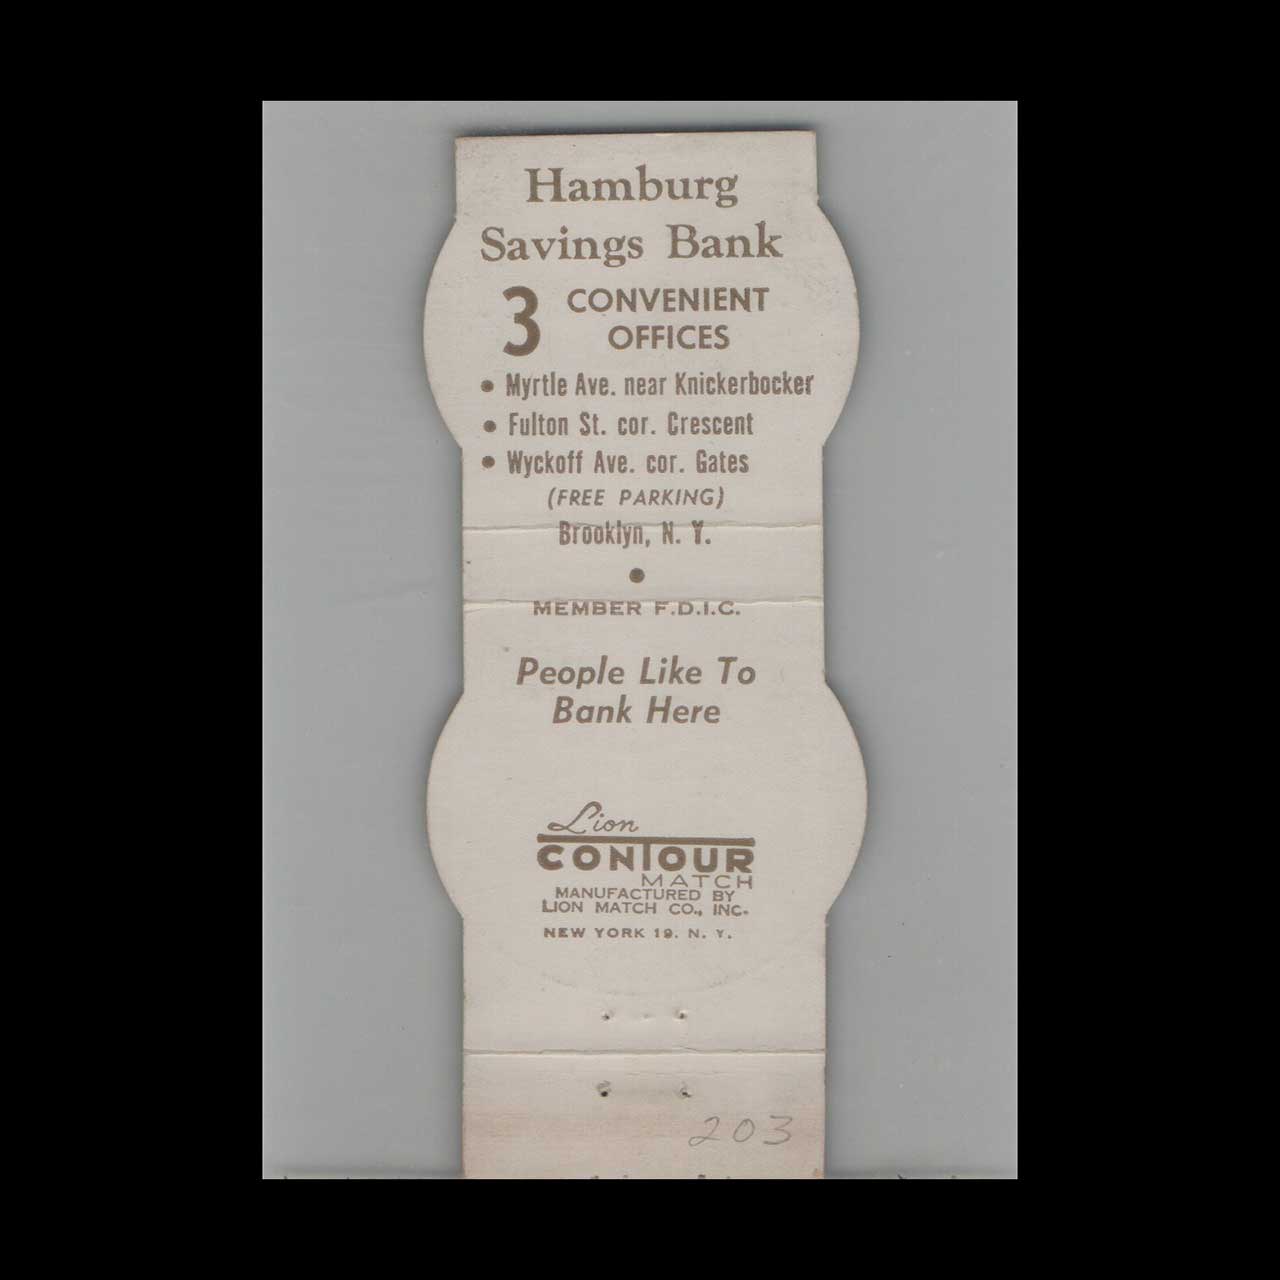 Hamburg
Savings Bank
3 CONVENIENT
OFFICES
• Myrtle Ave. near Knickerbocker
• Fulton St. cor. Crescent
• Wyckoff Ave. cor. Gates
(FREE PARKING)
Brooklyn, N. Y.
•
MEMBER F.D.I.C.
People Like To
Bank Here
Lion
CONTOUR
MATCH
MANUFACTURED BY
LION MATCH CO., INC.
NEW YORK 19. N. Y.
203